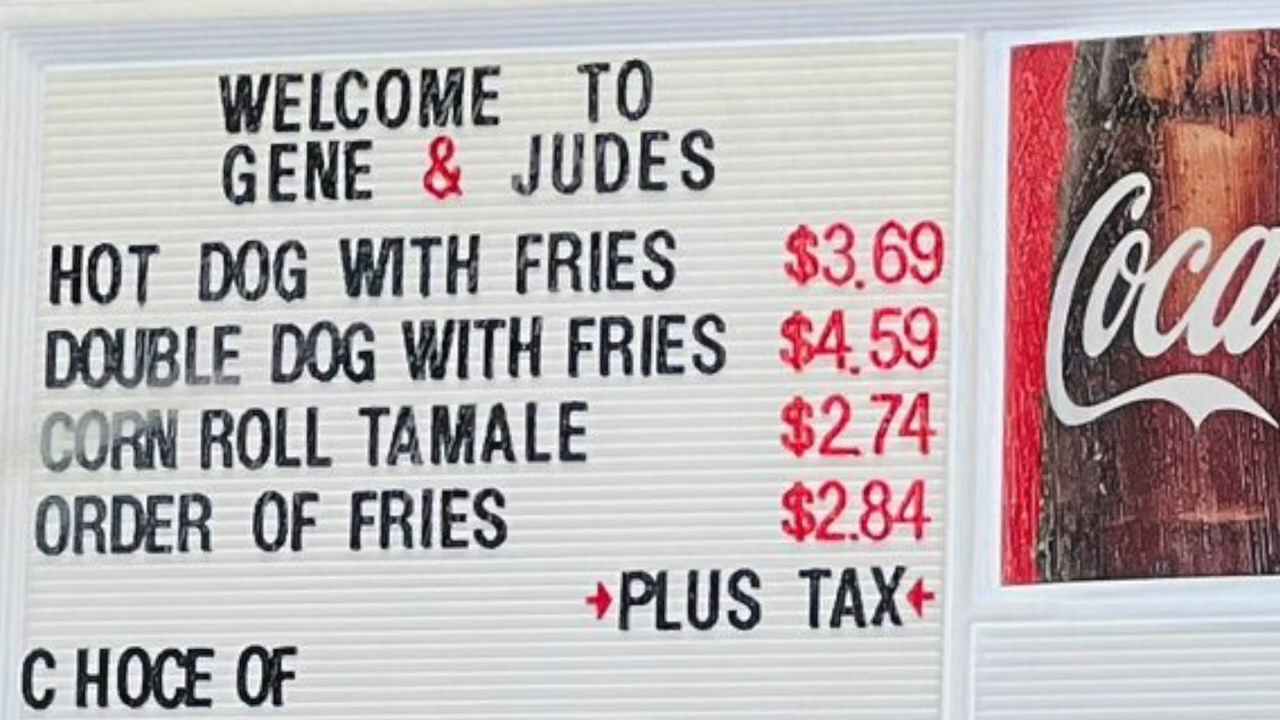 WELCOME TO
GENE & JUDES
HOT DOG WITH FRIES $3.69
DOUBLE DOG WITH FRIES $4.59
CORN ROLL TAMALE $2.74
ORDER OF FRIES $2.84
→PLUS TAX←
C HOCE OF
Coca